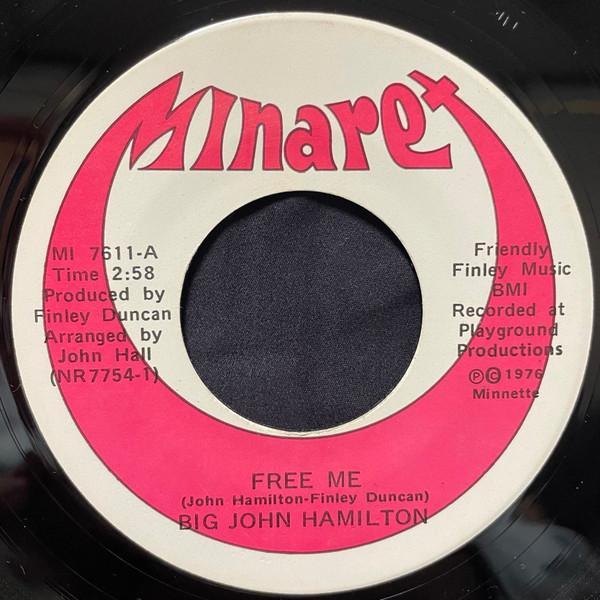 Minaret
MI 7611-A
Time 2:58
Produced by
Finley Duncan
Arranged by
John Hall
(NR7754-1)
Friendly
Finley Music
BMI
Recorded at
Playground
Productions
Ⓟ© 1976
Minnette
FREE ME
(John Hamilton-Finley Duncan)
BIG JOHN HAMILTON